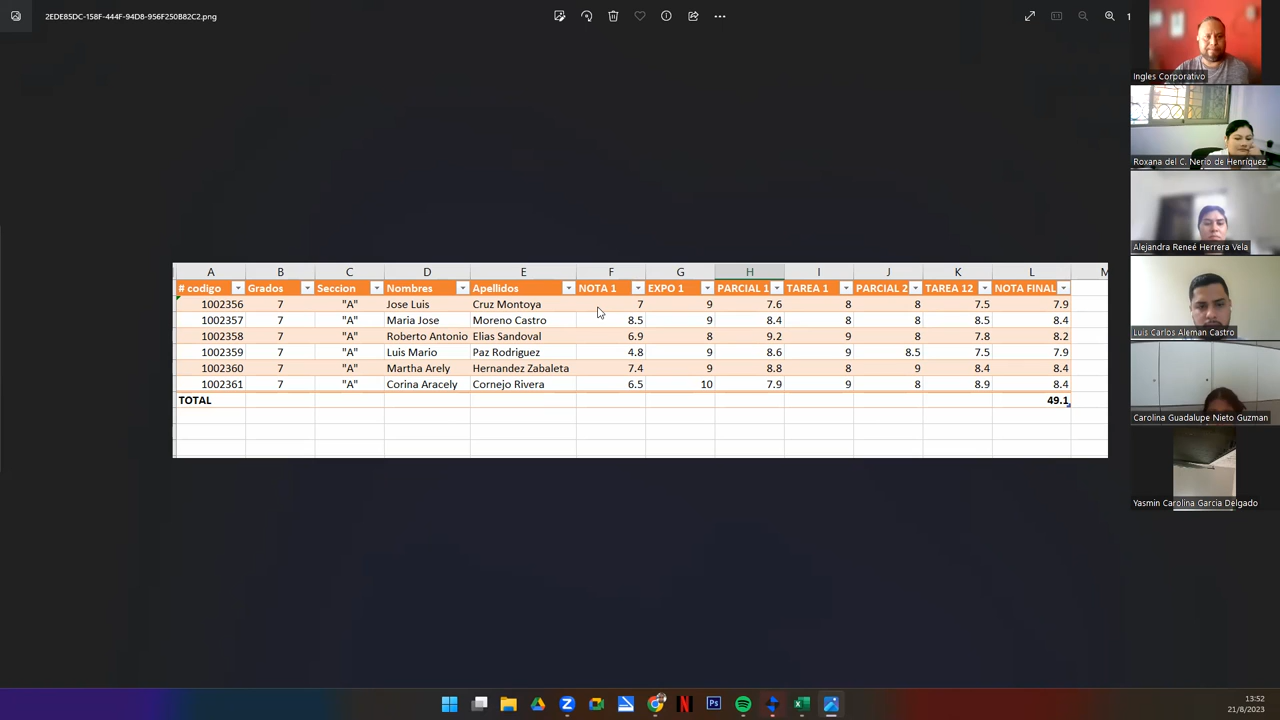 2EDE85DC-158F-444F-94D8-956F250B82C2.png
1
Ingles Corporativo
Roxana del C. Nerio de Henríquez
Alejandra Reneé Herrera Vela
Luis Carlos Aleman Castro
Carolina Guadalupe Nieto Guzman
Yasmin Carolina Garcia Delgado
A B C D E F G H I J K L M
# codigo Grados Seccion Nombres Apellidos NOTA 1 EXPO 1 PARCIAL 1 TAREA 1 PARCIAL 2 TAREA 12 NOTA FINAL
1002356 7 "A" Jose Luis Cruz Montoya 7 9 7.6 8 8 7.5 7.9
1002357 7 "A" Maria Jose Moreno Castro 8.5 9 8.4 8 8 8.5 8.4
1002358 7 "A" Roberto Antonio Elias Sandoval 6.9 8 9.2 9 8 7.8 8.2
1002359 7 "A" Luis Mario Paz Rodriguez 4.8 9 8.6 9 8.5 7.5 7.9
1002360 7 "A" Martha Arely Hernandez Zabaleta 7.4 9 8.8 8 9 8.4 8.4
1002361 7 "A" Corina Aracely Cornejo Rivera 6.5 10 7.9 9 8 8.9 8.4
TOTAL 49.1
Ps
13:52
21/8/2023